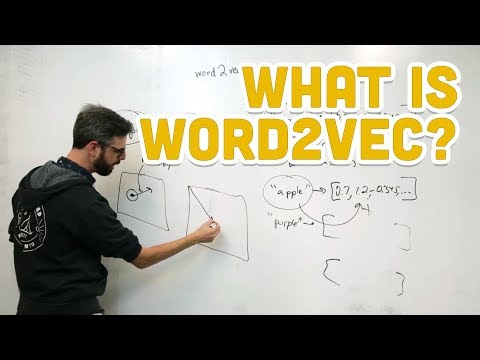 WHAT IS
WORD2VEC?
word2vec
"apple" → [0.7, 1.2, -0.345, ...
"purple" → [ ]
[ ]